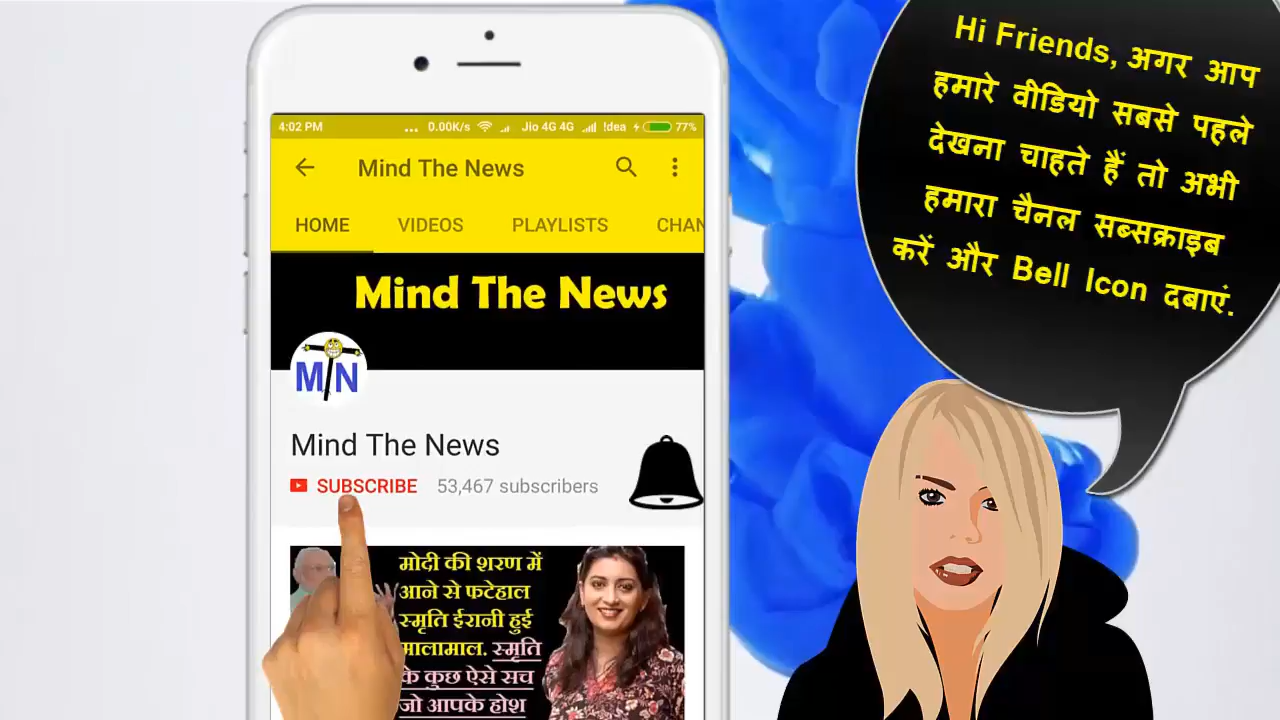 4:02 PM ... 0.00K/s Jio 4G 4G !dea 77%
Mind The News
HOME VIDEOS PLAYLISTS CHAN
Mind The News
MN
Mind The News
SUBSCRIBE 53,467 subscribers
मोदी की शरण में
आने से फटेहाल
स्मृति ईरानी हुई
मालामाल. स्मृति
के कुछ ऐसे सच
जो आपके होश
Hi Friends, अगर आप
हमारे वीडियो सबसे पहले
देखना चाहते हैं तो अभी
हमारा चैनल सब्सक्राइब
करें और Bell Icon दबाएं.